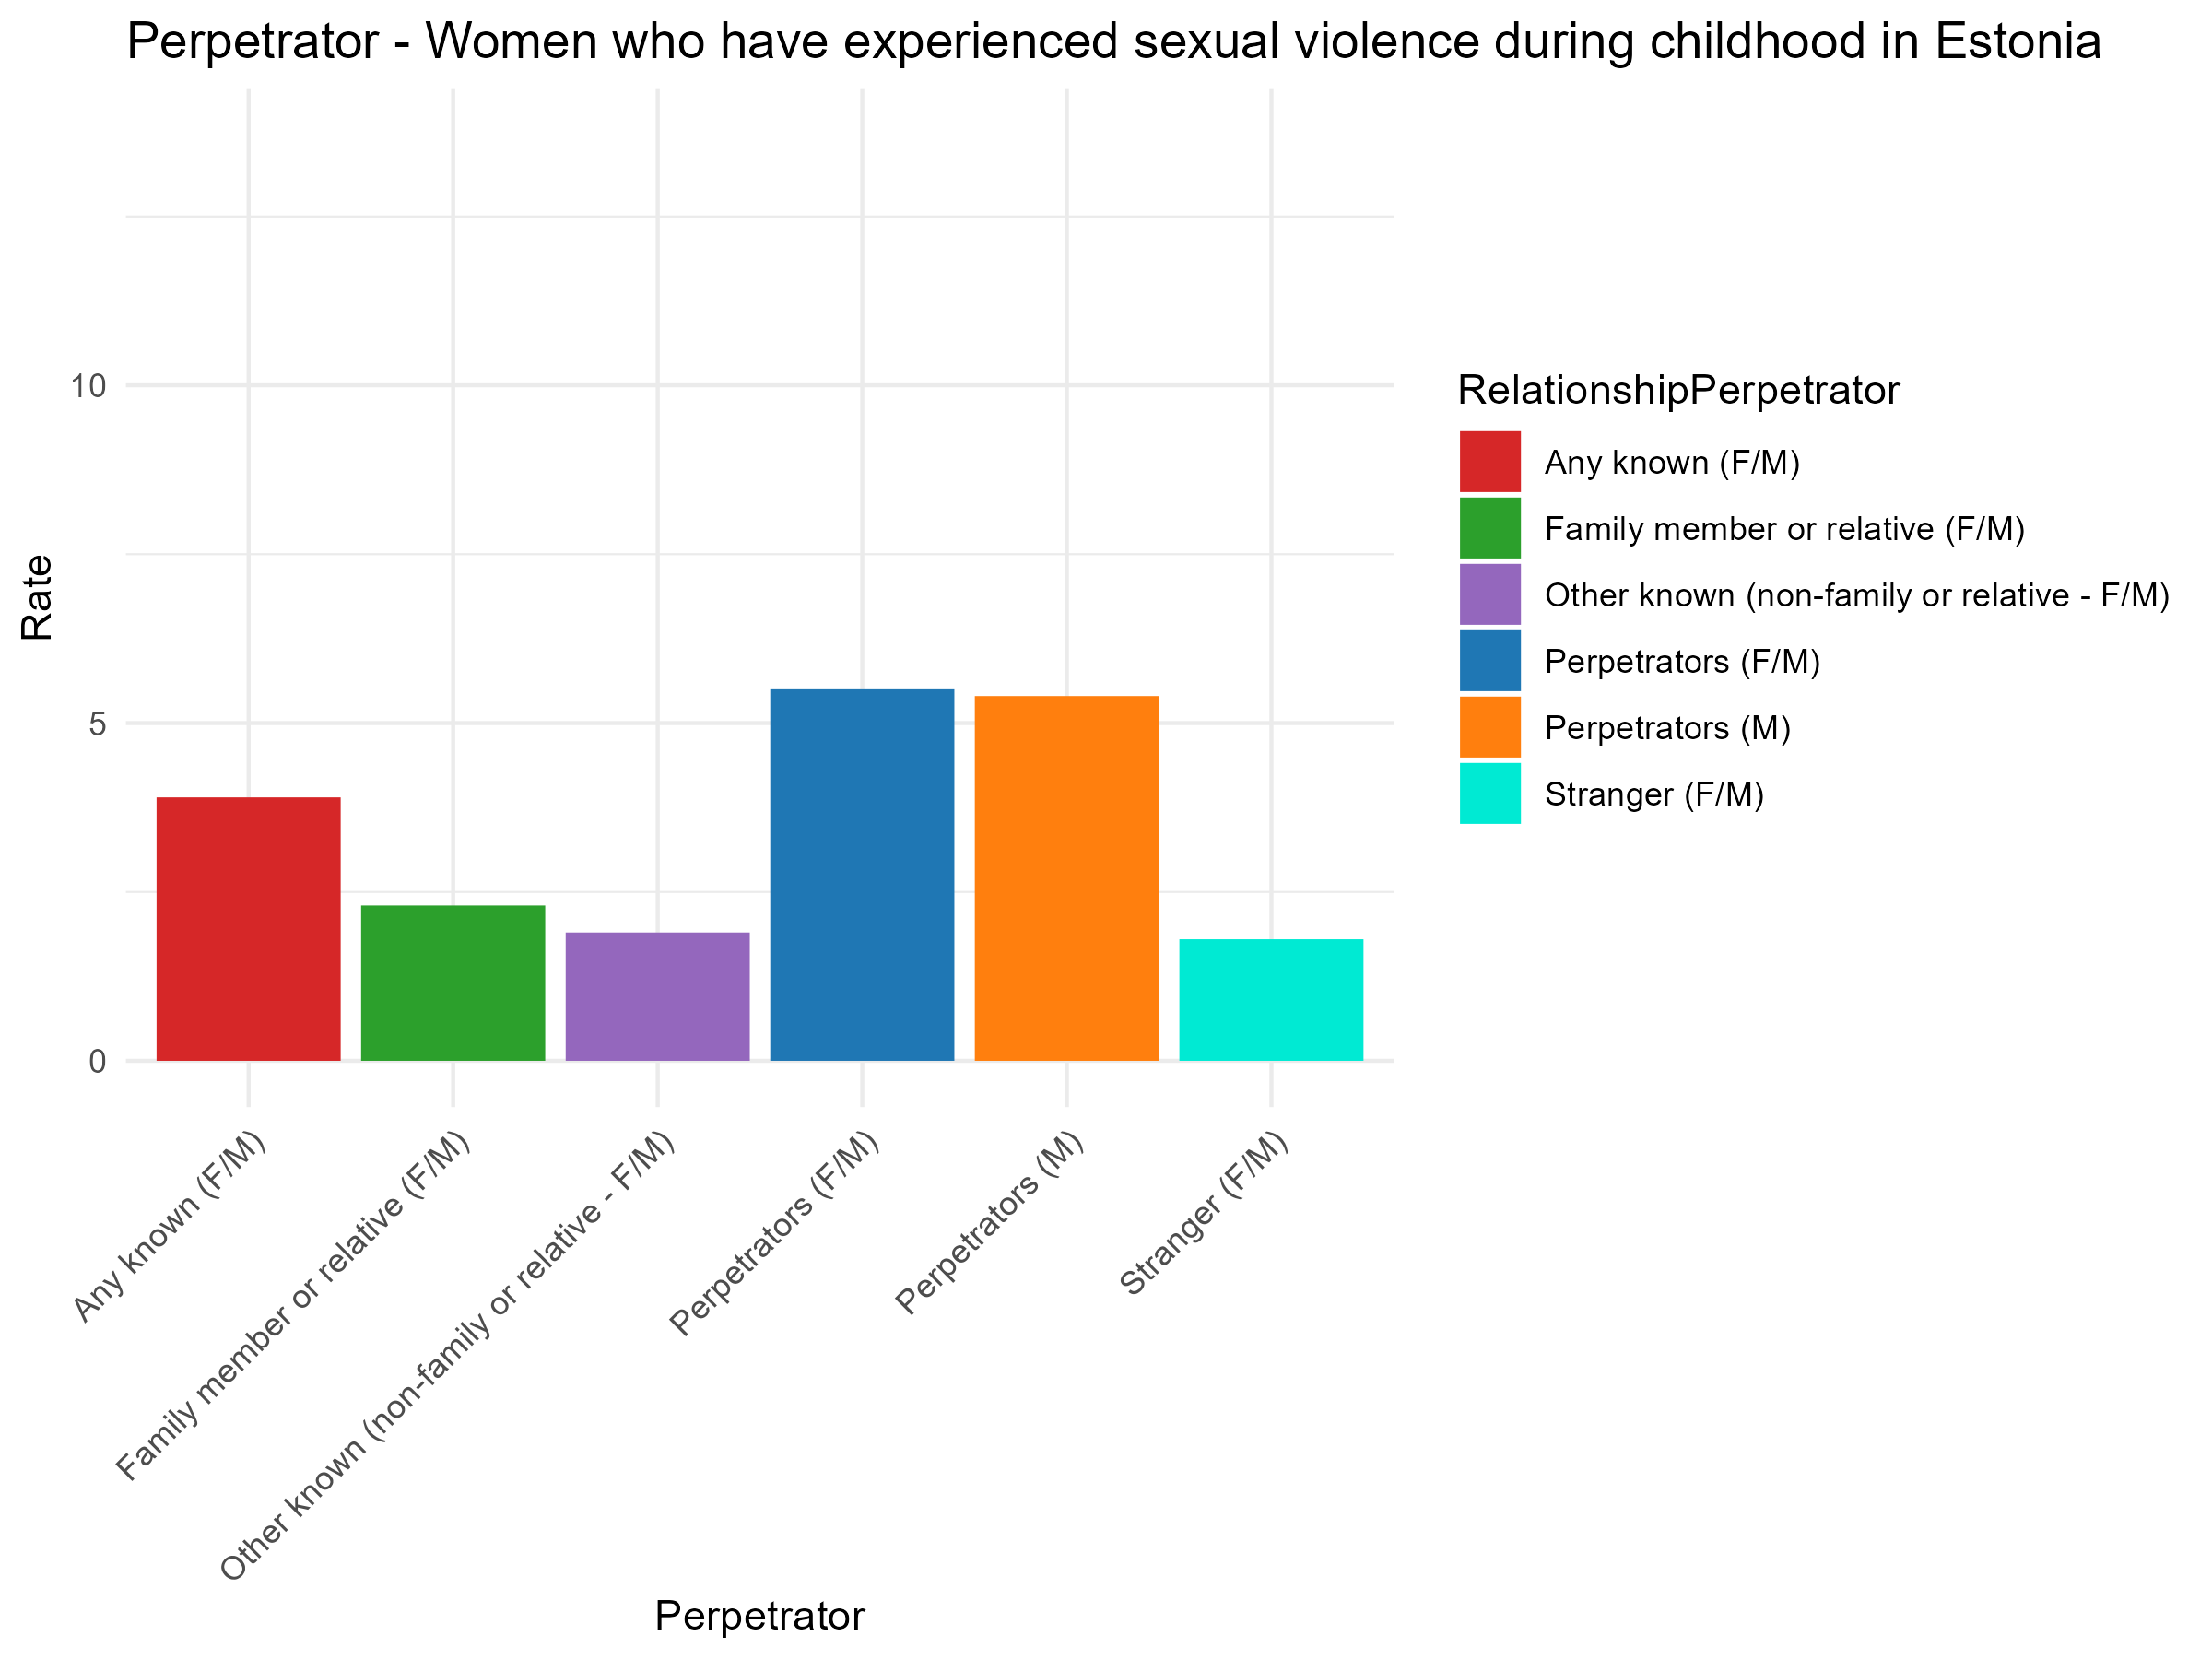 Perpetrator - Women who have experienced sexual violence during childhood in Estonia
10
5
0
Rate
Any known (F/M)
Family member or relative (F/M)
Other known (non-family or relative - F/M)
Perpetrators (F/M)
Perpetrators (M)
Stranger (F/M)
Perpetrator
RelationshipPerpetrator
Any known (F/M)
Family member or relative (F/M)
Other known (non-family or relative - F/M)
Perpetrators (F/M)
Perpetrators (M)
Stranger (F/M)